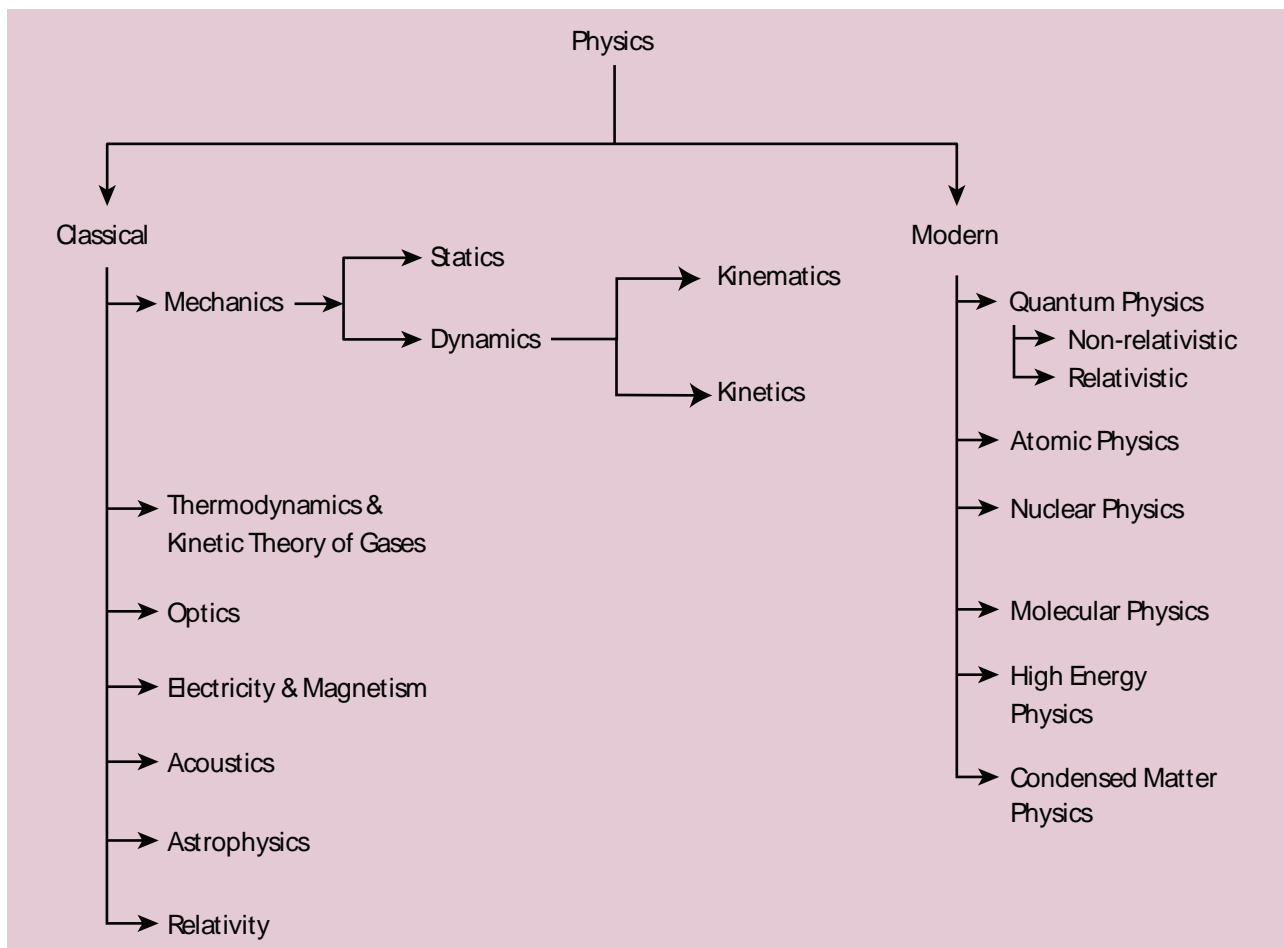 Physics
Classical
Mechanics
Statics
Dynamics
Kinematics
Kinetics
Thermodynamics &
Kinetic Theory of Gases
Optics
Electricity & Magnetism
Acoustics
Astrophysics
Relativity
Modern
Quantum Physics
Non-relativistic
Relativistic
Atomic Physics
Nuclear Physics
Molecular Physics
High Energy
Physics
Condensed Matter
Physics